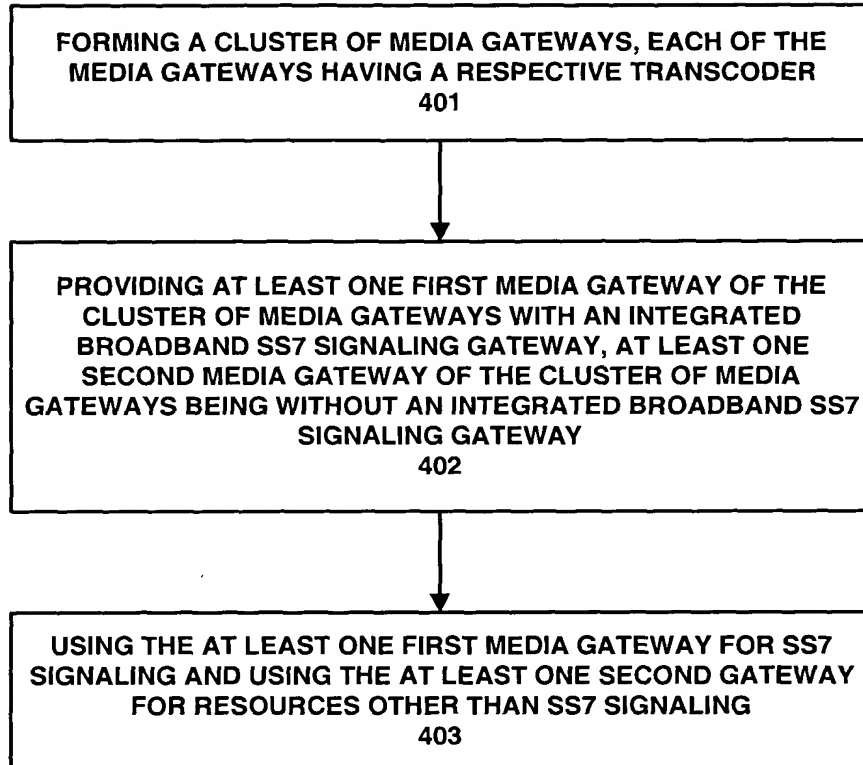 FORMING A CLUSTER OF MEDIA GATEWAYS, EACH OF THE
MEDIA GATEWAYS HAVING A RESPECTIVE TRANSCODER
401
PROVIDING AT LEAST ONE FIRST MEDIA GATEWAY OF THE
CLUSTER OF MEDIA GATEWAYS WITH AN INTEGRATED
BROADBAND SS7 SIGNALING GATEWAY, AT LEAST ONE
SECOND MEDIA GATEWAY OF THE CLUSTER OF MEDIA
GATEWAYS BEING WITHOUT AN INTEGRATED BROADBAND SS7
SIGNALING GATEWAY
402
USING THE AT LEAST ONE FIRST MEDIA GATEWAY FOR SS7
SIGNALING AND USING THE AT LEAST ONE SECOND GATEWAY
FOR RESOURCES OTHER THAN SS7 SIGNALING
403